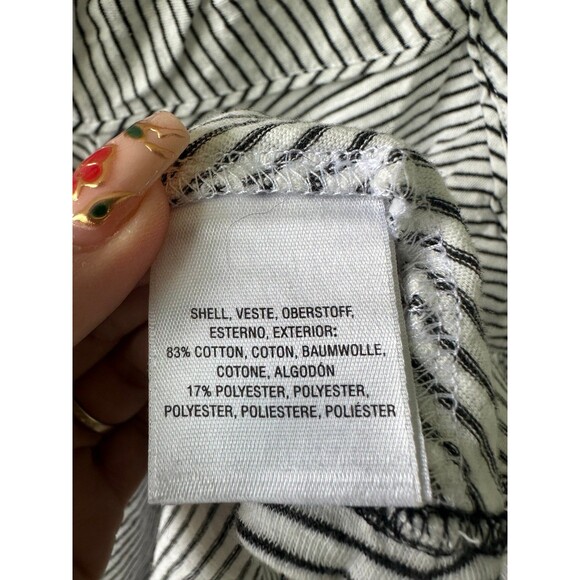 SHELL, VESTE, OBERSTOFF,
ESTERNO, EXTERIOR:
83% COTTON, COTON, BAUMWOLLE,
COTONE, ALGODÓN
17% POLYESTER, POLYESTER,
POLYESTER, POLIESTERE, POLIÉSTER